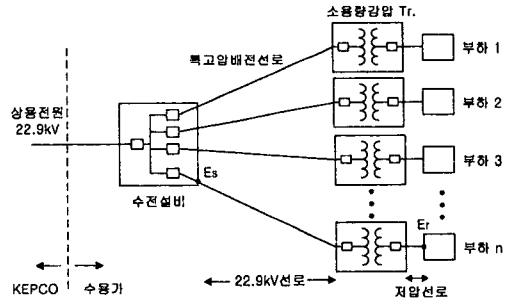 소용량감압 Tr.
특고압배전선로
부하 1
상용전원
22.9kV
부하 2
Es
부하 3
수전설비
Er
부하 n
KEPCO
수용가
22.9kV선로
저압선로